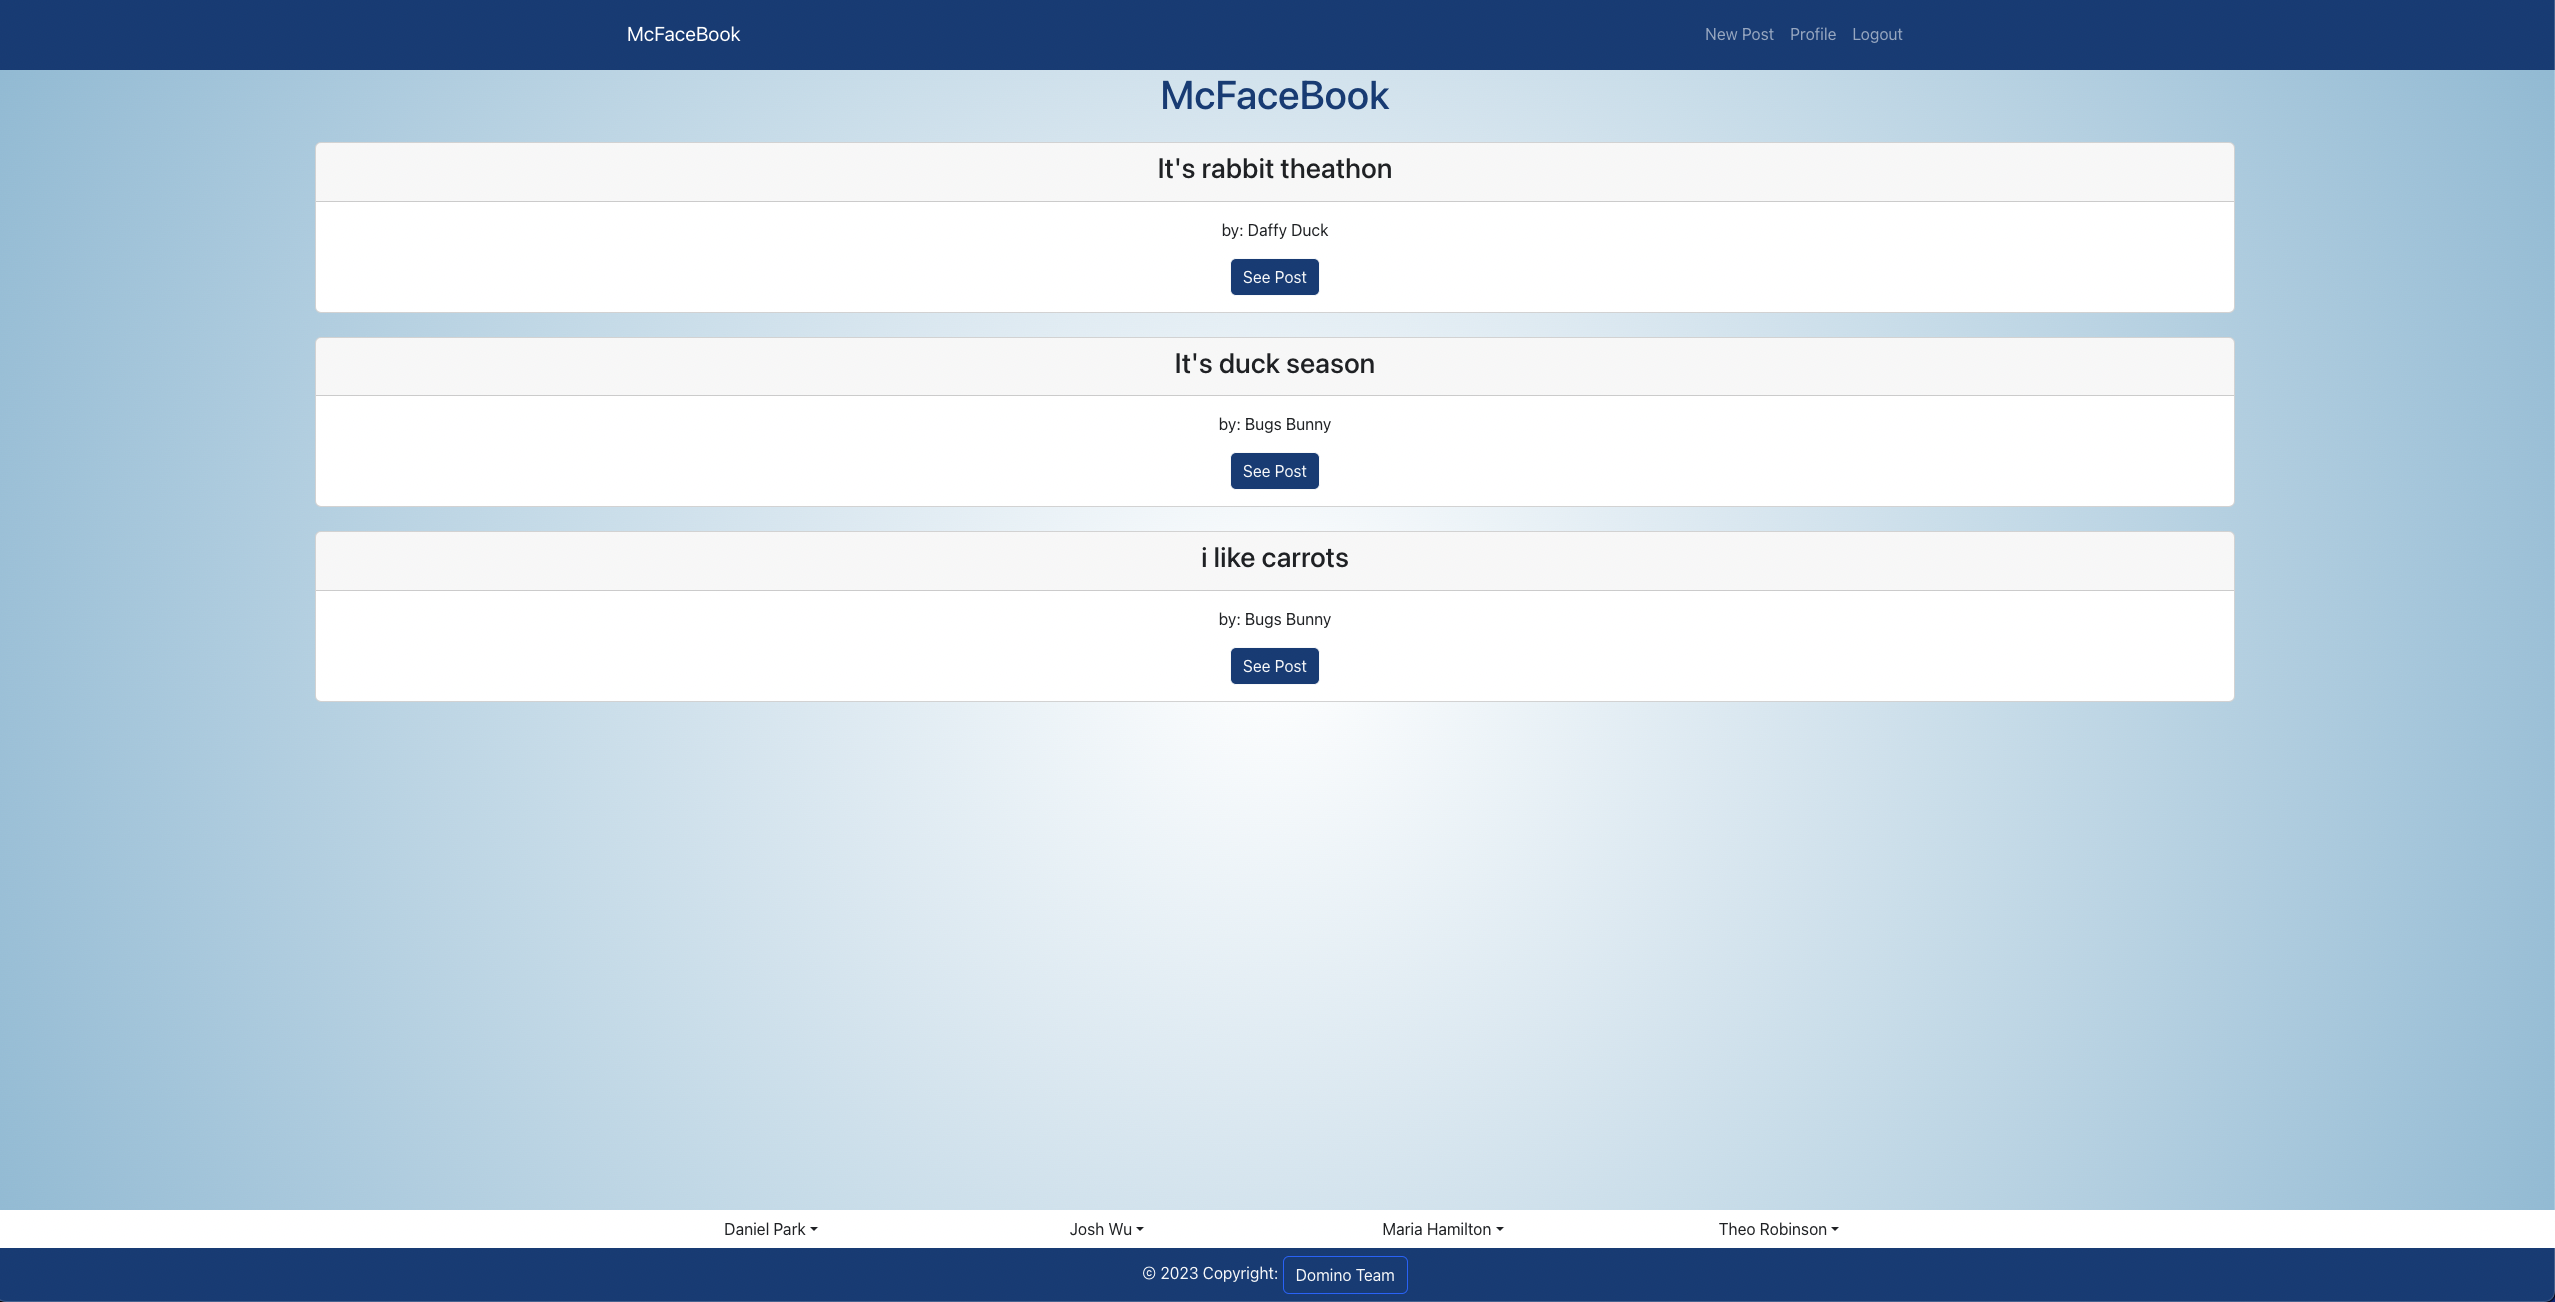 McFaceBook New Post Profile Logout
McFaceBook
It's rabbit theathon
by: Daffy Duck
See Post
It's duck season
by: Bugs Bunny
See Post
i like carrots
by: Bugs Bunny
See Post
Daniel Park Josh Wu Maria Hamilton Theo Robinson
© 2023 Copyright: Domino Team